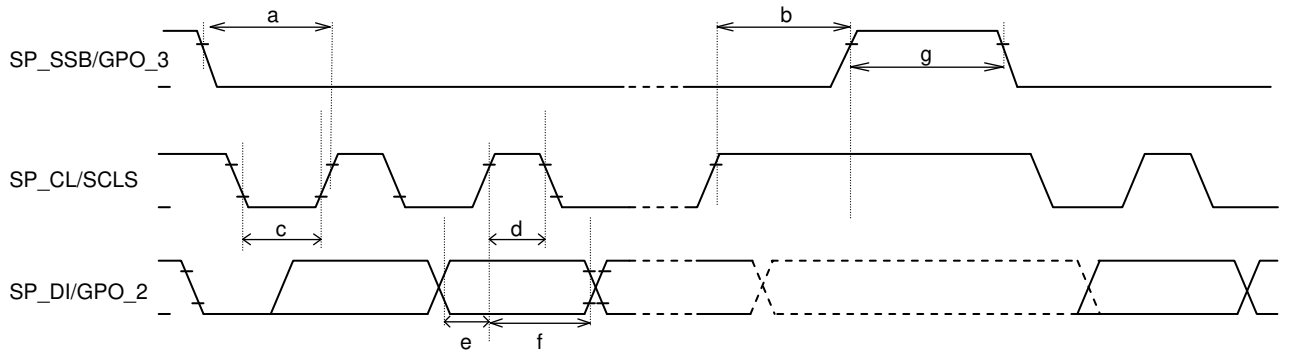 a
b
SP_SSB/GPO_3
g
SP_CL/SCLS
c
d
SP_DI/GPO_2
e
f